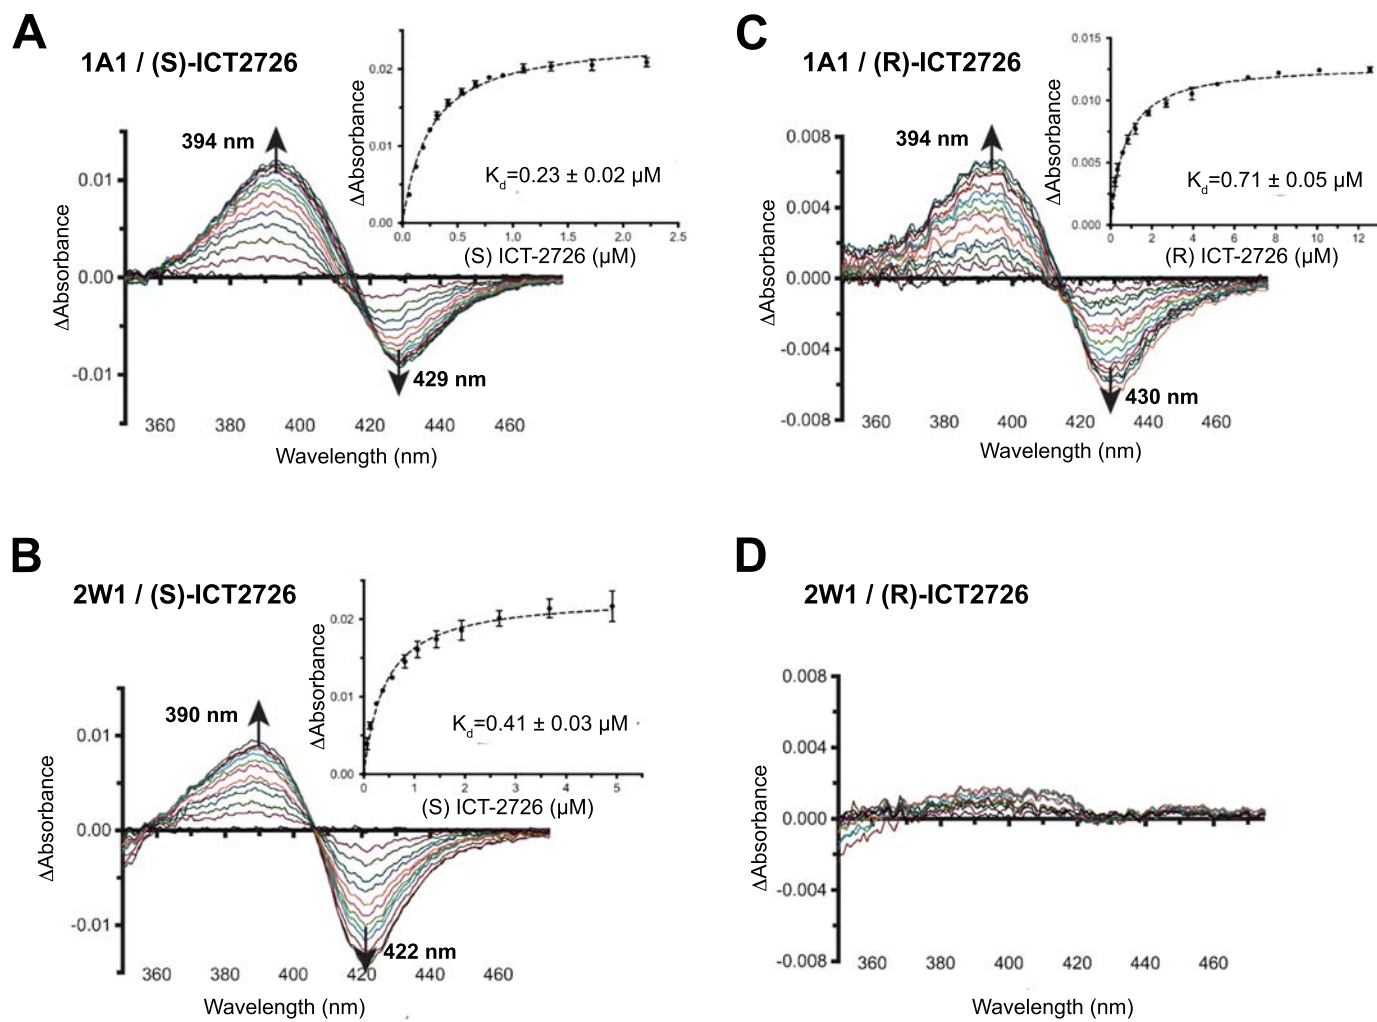 A
1A1 / (S)-ICT2726
394 nm
429 nm
ΔAbsorbance
0.01
0.00
-0.01
360 380 400 420 440 460
Wavelength (nm)
ΔAbsorbance
0.02
0.01
0.00
Kd=0.23 ± 0.02 µM
0.0 0.5 1.0 1.5 2.0 2.5
(S) ICT-2726 (µM)
C
1A1 / (R)-ICT2726
394 nm
430 nm
ΔAbsorbance
0.008
0.004
0.000
-0.004
-0.008
360 380 400 420 440 460
Wavelength (nm)
ΔAbsorbance
0.015
0.010
0.005
0.000
Kd=0.71 ± 0.05 µM
0 2 4 6 8 10 12
(R) ICT-2726 (µM)
B
2W1 / (S)-ICT2726
390 nm
422 nm
ΔAbsorbance
0.01
0.00
-0.01
360 380 400 420 440 460
Wavelength (nm)
ΔAbsorbance
0.02
0.01
0.00
Kd=0.41 ± 0.03 µM
0 1 2 3 4 5
(S) ICT-2726 (µM)
D
2W1 / (R)-ICT2726
ΔAbsorbance
0.008
0.004
0.000
-0.004
-0.008
360 380 400 420 440 460
Wavelength (nm)